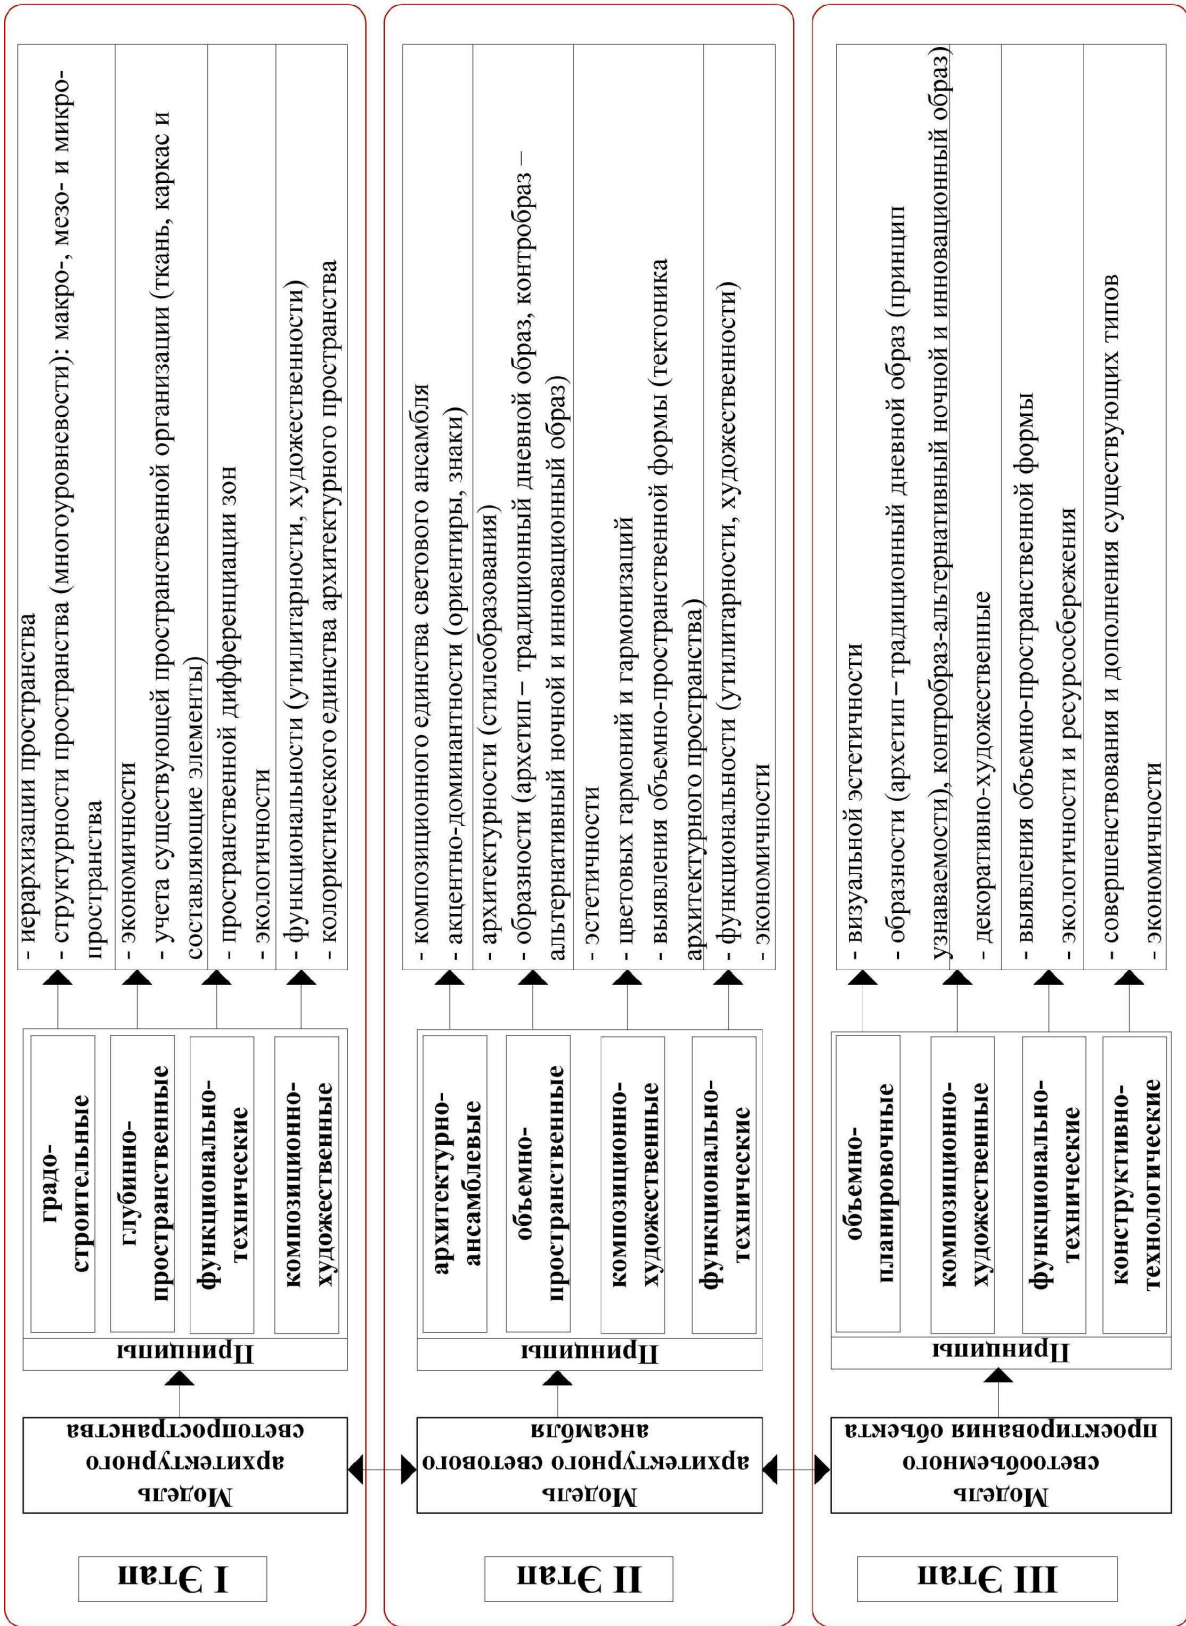 I Этап
Модель
архитектурного
светопространства
Принципы
градо-
строительные
- иерархизации пространства
- структурности пространства (многоуровневости): макро-, мезо- и микро-
пространства
глубинно-
пространственные
- экономичности
- учета существующей пространственной организации (ткань, каркас и
составляющие элементы)
функционально-
технические
- пространственной дифференциации зон
- экологичности
композиционно-
художественные
- функциональности (утилитарности, художественности)
- колористического единства архитектурного пространства
II Этап
Модель
архитектурного светового
ансамбля
Принципы
архитектурно-
ансамблевые
- композиционного единства светового ансамбля
- акцентно-доминантности (ориентиры, знаки)
объемно-
пространственные
- архитектурности (стилеобразования)
- образности (архетип – традиционный дневной образ, контробраз –
альтернативный ночной и инновационный образ)
композиционно-
художественные
- эстетичности
- цветовых гармоний и гармонизаций
- выявления объемно-пространственной формы (тектоника
архитектурного пространства)
функционально-
технические
- функциональности (утилитарности, художественности)
- экономичности
III Этап
Модель
светообъемного
проектирования объекта
Принципы
объемно-
планировочные
- визуальной эстетичности
- образности (архетип – традиционный дневной образ (принцип
узнаваемости), контробраз-альтернативный ночной и инновационный образ)
композиционно-
художественные
- декоративно-художественные
- выявления объемно-пространственной формы
функционально-
технические
- экологичности и ресурсосбережения
конструктивно-
технологические
- совершенствования и дополнения существующих типов
- экономичности